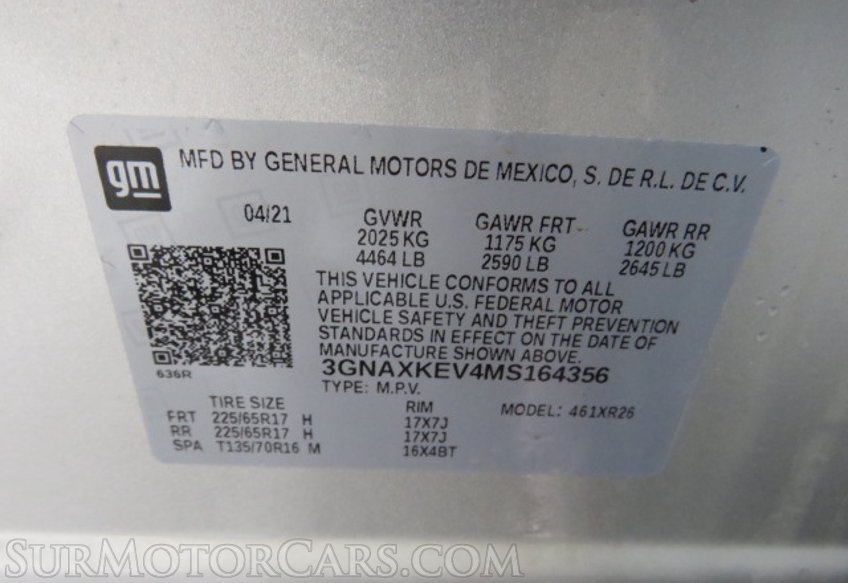 gm
MFD BY GENERAL MOTORS DE MEXICO, S. DE R.L. DE C.V.
04/21 GVWR GAWR FRT GAWR RR
2025 KG 1175 KG 1200 KG
4464 LB 2590 LB 2645 LB
THIS VEHICLE CONFORMS TO ALL
APPLICABLE U.S. FEDERAL MOTOR
VEHICLE SAFETY AND THEFT PREVENTION
STANDARDS IN EFFECT ON THE DATE OF
MANUFACTURE SHOWN ABOVE.
636R 3GNAXKEV4MS164356
TYPE: M.P.V.
TIRE SIZE RIM MODEL: 461XR26
FRT 225/65R17 H 17X7J
RR 225/65R17 H 17X7J
SPA T135/70R16 M 16X4BT
SURMOTORCARS.COM